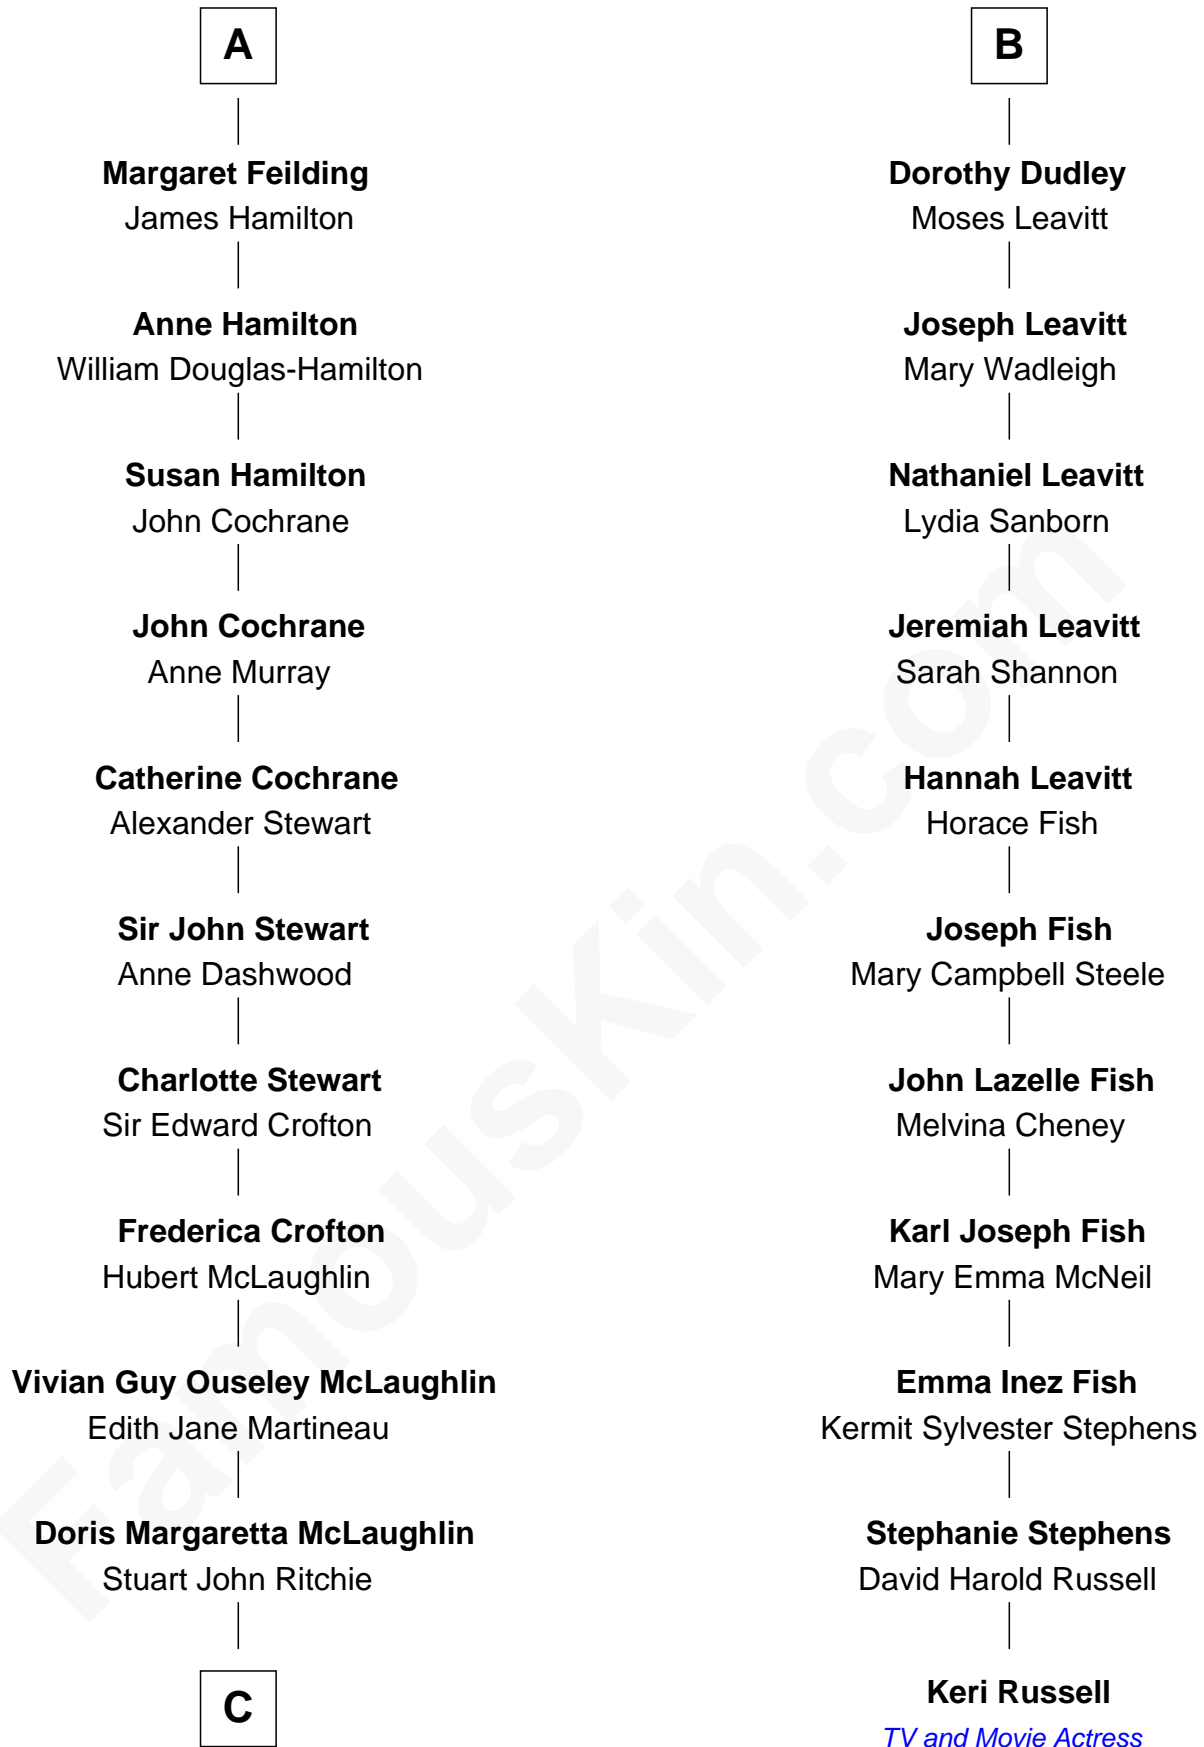 A
Margaret Feilding
James Hamilton
Anne Hamilton
William Douglas-Hamilton
Susan Hamilton
John Cochrane
John Cochrane
Anne Murray
Catherine Cochrane
Alexander Stewart
Sir John Stewart
Anne Dashwood
Charlotte Stewart
Sir Edward Crofton
Frederica Crofton
Hubert McLaughlin
Vivian Guy Ouseley McLaughlin
Edith Jane Martineau
Doris Margaretta McLaughlin
Stuart John Ritchie
C
B
Dorothy Dudley
Moses Leavitt
Joseph Leavitt
Mary Wadleigh
Nathaniel Leavitt
Lydia Sanborn
Jeremiah Leavitt
Sarah Shannon
Hannah Leavitt
Horace Fish
Joseph Fish
Mary Campbell Steele
John Lazelle Fish
Melvina Cheney
Karl Joseph Fish
Mary Emma McNeil
Emma Inez Fish
Kermit Sylvester Stephens
Stephanie Stephens
David Harold Russell
Keri Russell
TV and Movie Actress
FamousKin.com